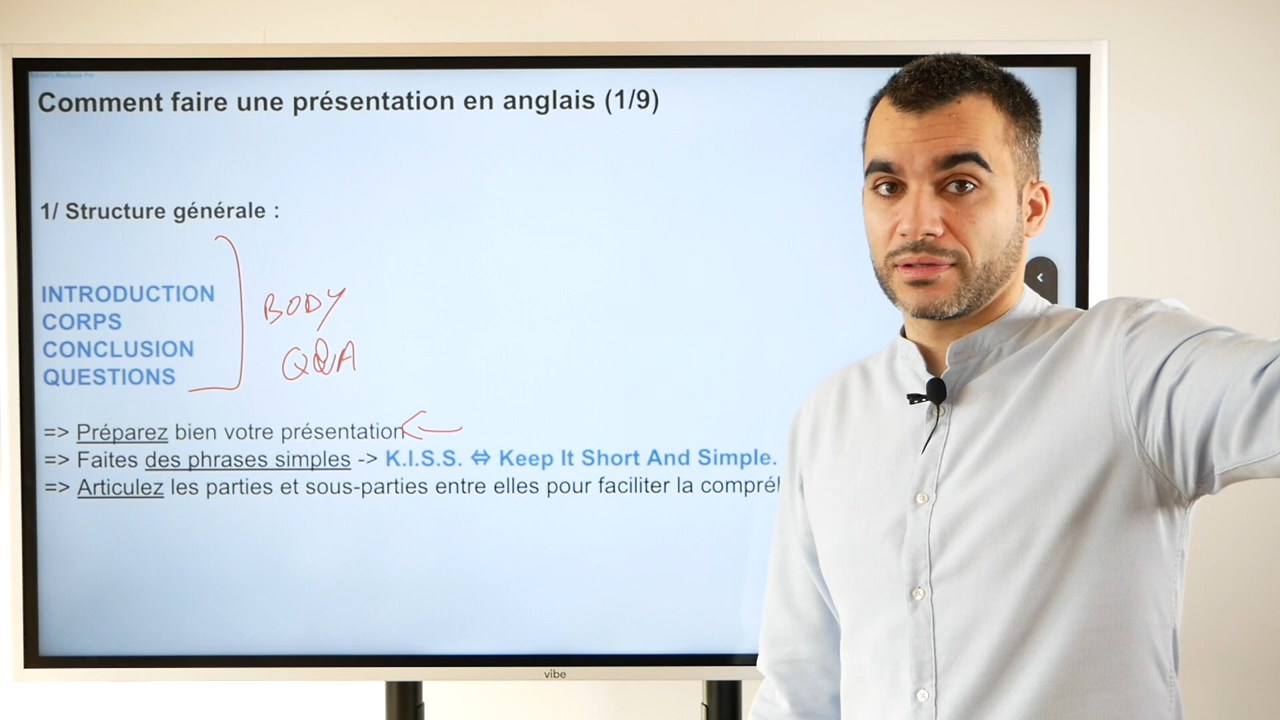 Comment faire une présentation en anglais (1/9)
1/ Structure générale :
INTRODUCTION
CORPS
CONCLUSION
QUESTIONS
BODY
Q&A
=> Préparez bien votre présentation
=> Faites des phrases simples -> K.I.S.S. ⇔ Keep It Short And Simple.
=> Articulez les parties et sous-parties entre elles pour faciliter la
vibe